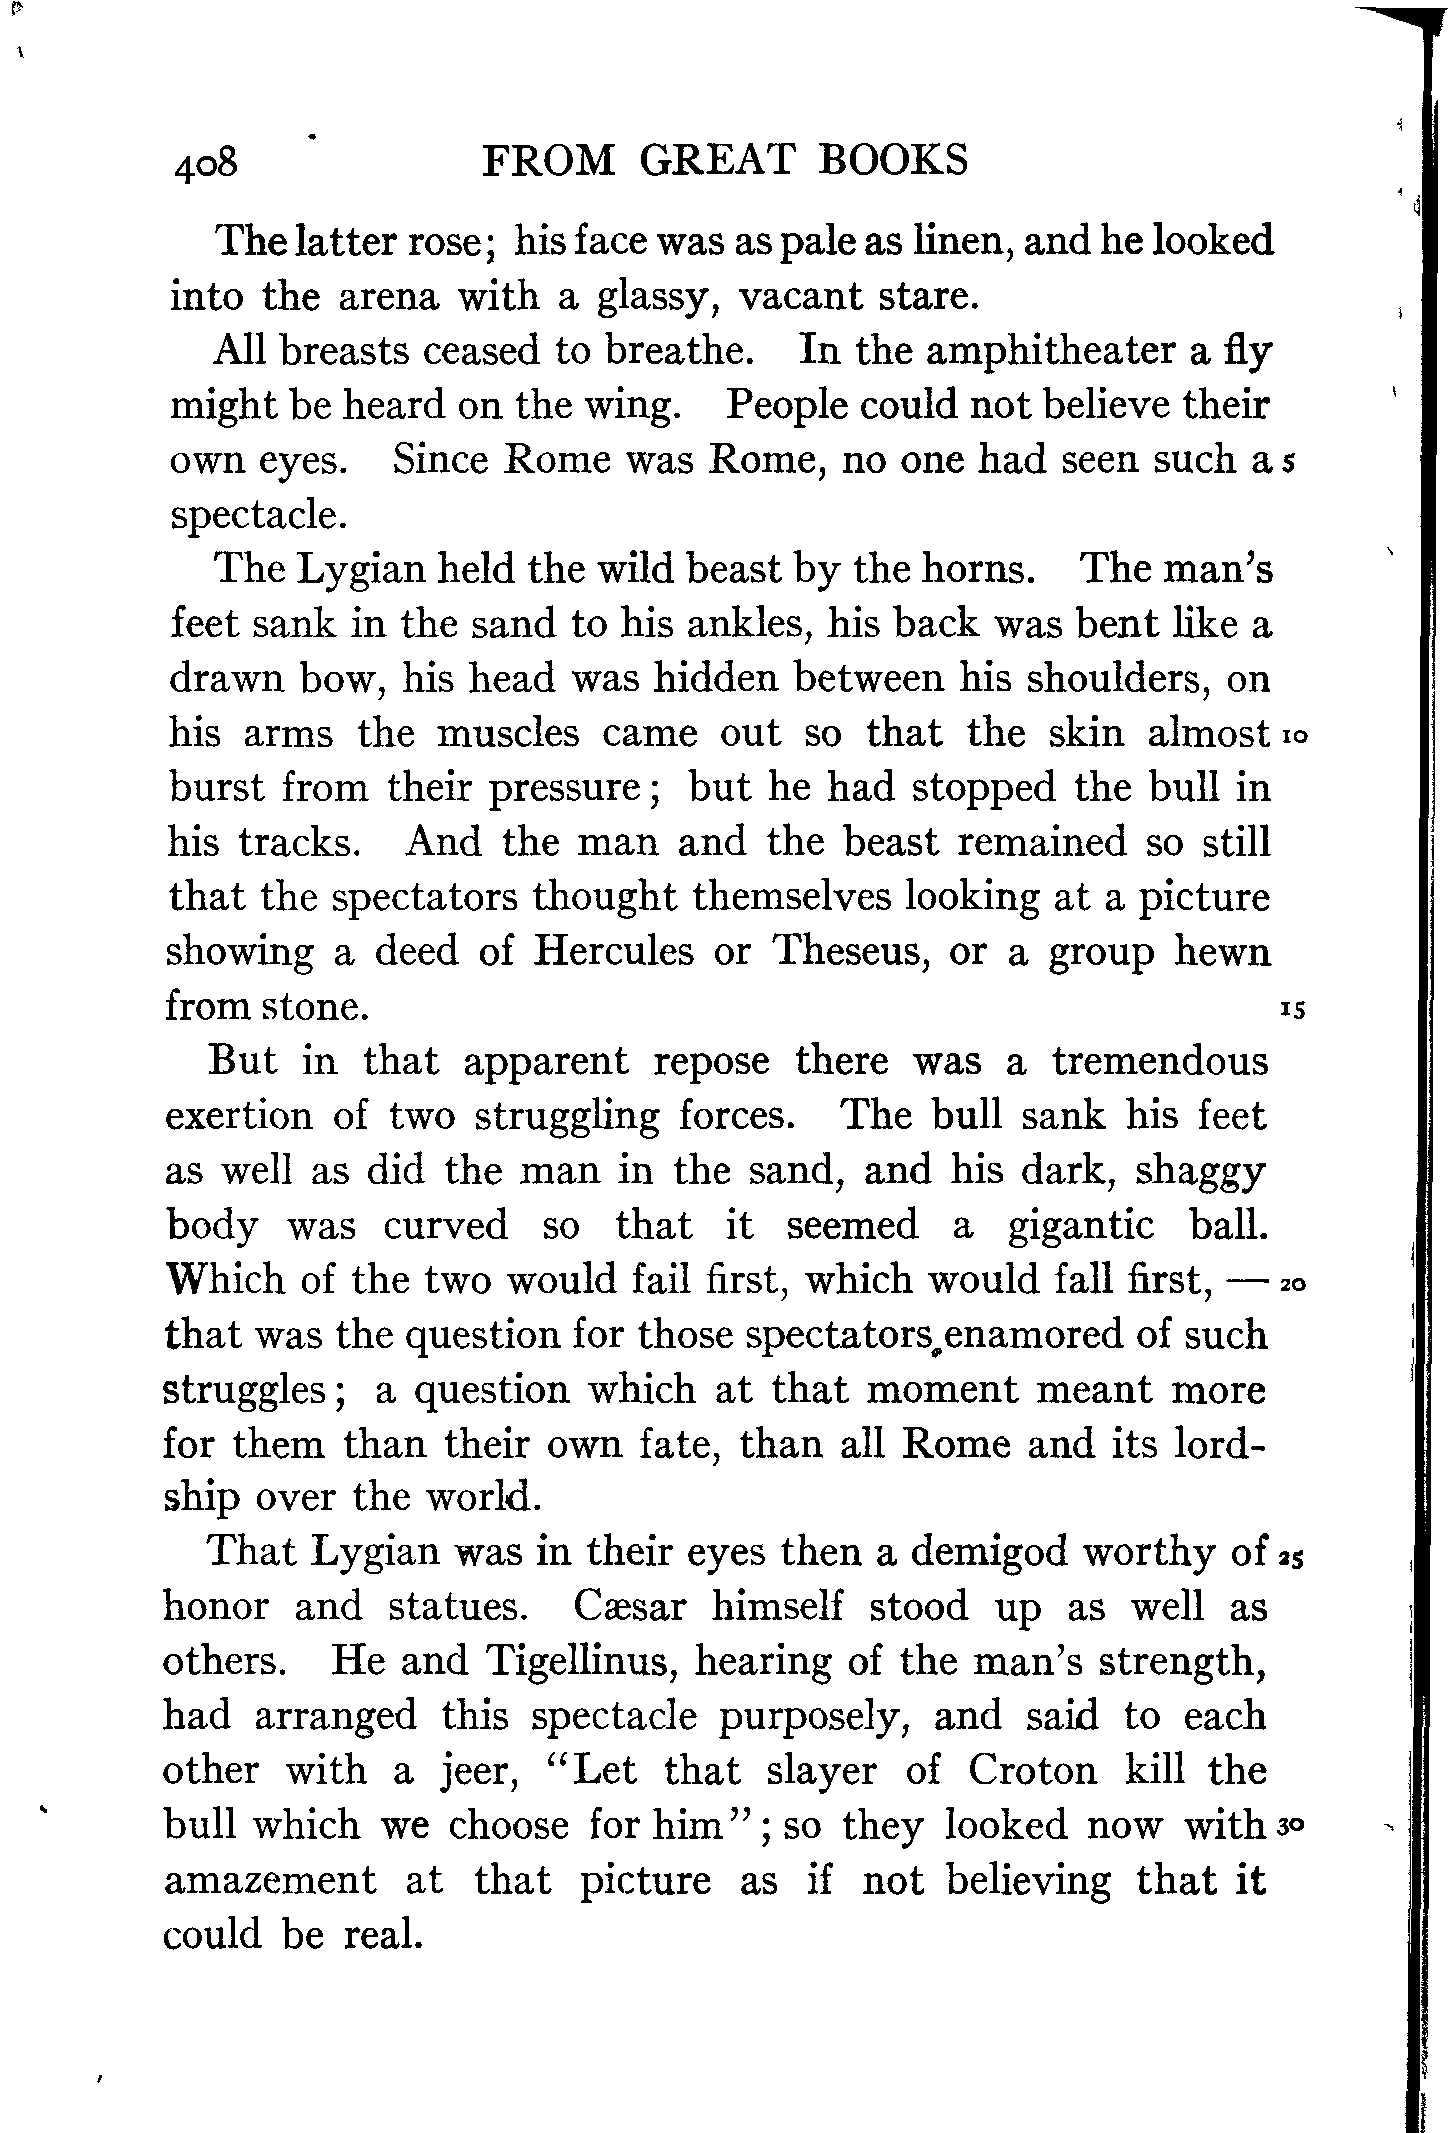 408 FROM GREAT BOOKS
The latter rose; his face was as pale as linen, and he looked
into the arena with a glassy, vacant stare.
All breasts ceased to breathe. In the amphitheater a fly
might be heard on the wing. People could not believe their
own eyes. Since Rome was Rome, no one had seen such a 5
spectacle.
The Lygian held the wild beast by the horns. The man's
feet sank in the sand to his ankles, his back was bent like a
drawn bow, his head was hidden between his shoulders, on
his arms the muscles came out so that the skin almost 10
burst from their pressure; but he had stopped the bull in
his tracks. And the man and the beast remained so still
that the spectators thought themselves looking at a picture
showing a deed of Hercules or Theseus, or a group hewn
from stone. 15
But in that apparent repose there was a tremendous
exertion of two struggling forces. The bull sank his feet
as well as did the man in the sand, and his dark, shaggy
body was curved so that it seemed a gigantic ball.
Which of the two would fail first, which would fall first, — 20
that was the question for those spectators enamored of such
struggles; a question which at that moment meant more
for them than their own fate, than all Rome and its lord-
ship over the world.
That Lygian was in their eyes then a demigod worthy of 25
honor and statues. Cæsar himself stood up as well as
others. He and Tigellinus, hearing of the man's strength,
had arranged this spectacle purposely, and said to each
other with a jeer, "Let that slayer of Croton kill the
bull which we choose for him"; so they looked now with 30
amazement at that picture as if not believing that it
could be real.